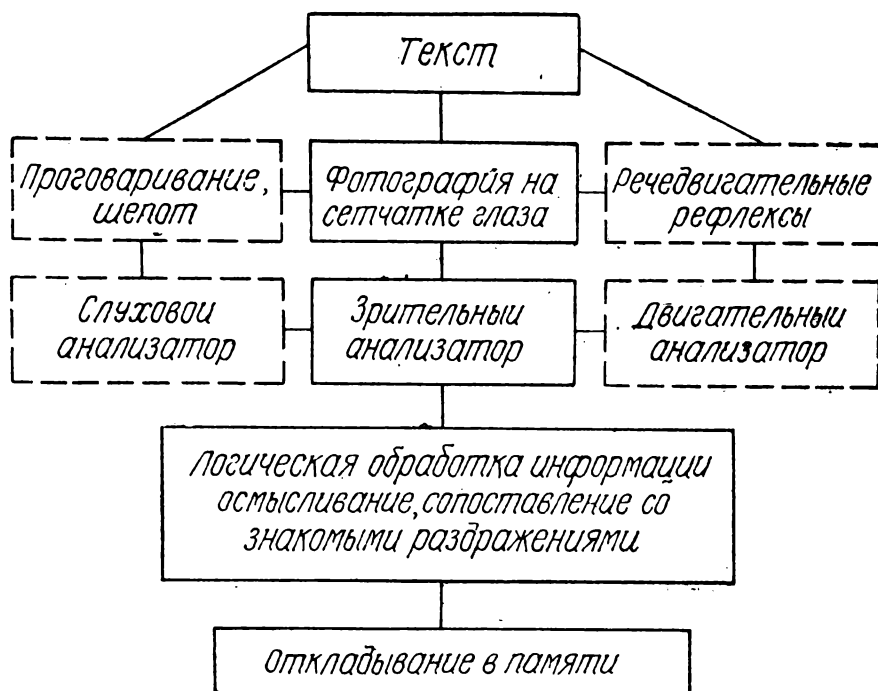 Текст
Проговаривание,
шепот
Фотография на
сетчатке глаза
Речедвигательные
рефлексы
Слуховой
анализатор
Зрительный
анализатор
Двигательный
анализатор
Логическая обработка информации
осмысливание, сопоставление со
знакомыми раздражениями
Откладывание в памяти